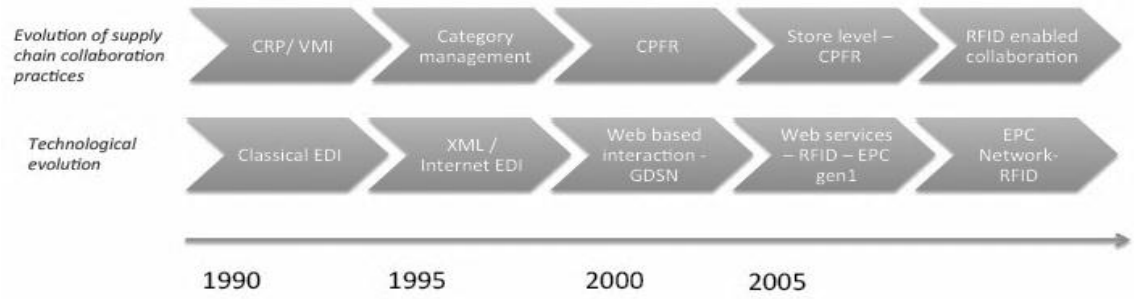 Evolution of supply
chain collaboration
practices
CRP/ VMI
Category
management
CPFR
Store level –
CPFR
RFID enabled
collaboration
Technological
evolution
Classical EDI
XML /
Internet EDI
Web based
interaction -
GDSN
Web services
– RFID – EPC
gen1
EPC
Network-
RFID
1990
1995
2000
2005